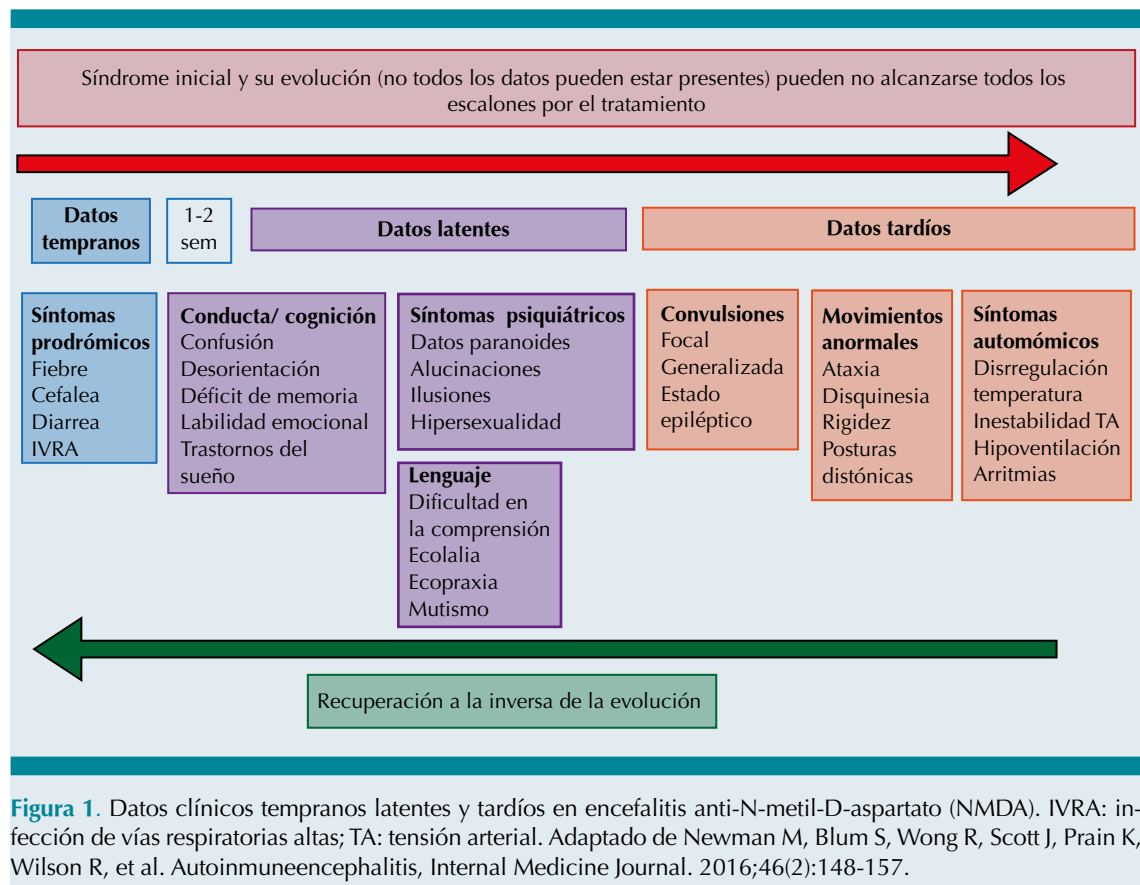 Síndrome inicial y su evolución (no todos los datos pueden estar presentes) pueden no alcanzarse todos los
escalones por el tratamiento
Datos
tempranos
1-2
sem
Datos latentes
Datos tardíos
Síntomas
prodrómicos
Fiebre
Cefalea
Diarrea
IVRA
Conducta/ cognición
Confusión
Desorientación
Déficit de memoria
Labilidad emocional
Trastornos del
sueño
Síntomas psiquiátricos
Datos paranoides
Alucinaciones
Ilusiones
Hipersexualidad
Lenguaje
Dificultad en
la comprensión
Ecolalia
Ecopraxia
Mutismo
Convulsiones
Focal
Generalizada
Estado
epiléptico
Movimientos
anormales
Ataxia
Disquinesia
Rigidez
Posturas
distónicas
Síntomas
automómicos
Disrregulación
temperatura
Inestabilidad TA
Hipoventilación
Arritmias
Recuperación a la inversa de la evolución
Figura 1. Datos clínicos tempranos latentes y tardíos en encefalitis anti-N-metil-D-aspartato (NMDA). IVRA: in-
fección de vías respiratorias altas; TA: tensión arterial. Adaptado de Newman M, Blum S, Wong R, Scott J, Prain K,
Wilson R, et al. Autoinmuneencephalitis, Internal Medicine Journal. 2016;46(2):148-157.